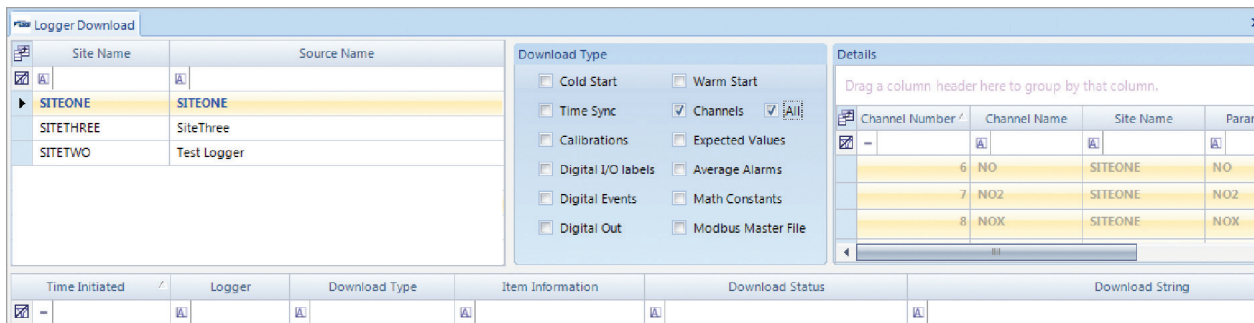 Logger Download
Site Name Source Name
SITEONE SITEONE
SITETHREE SiteThree
SITETWO Test Logger
Download Type
Cold Start Warm Start
Time Sync Channels All
Calibrations Expected Values
Digital I/O labels Average Alarms
Digital Events Math Constants
Digital Out Modbus Master File
Details
Drag a column header here to group by that column.
Channel Number Channel Name Site Name Paran
6 NO SITEONE NO
7 NO2 SITEONE NO2
8 NOX SITEONE NOX
Time Initiated Logger Download Type Item Information Download Status Download String